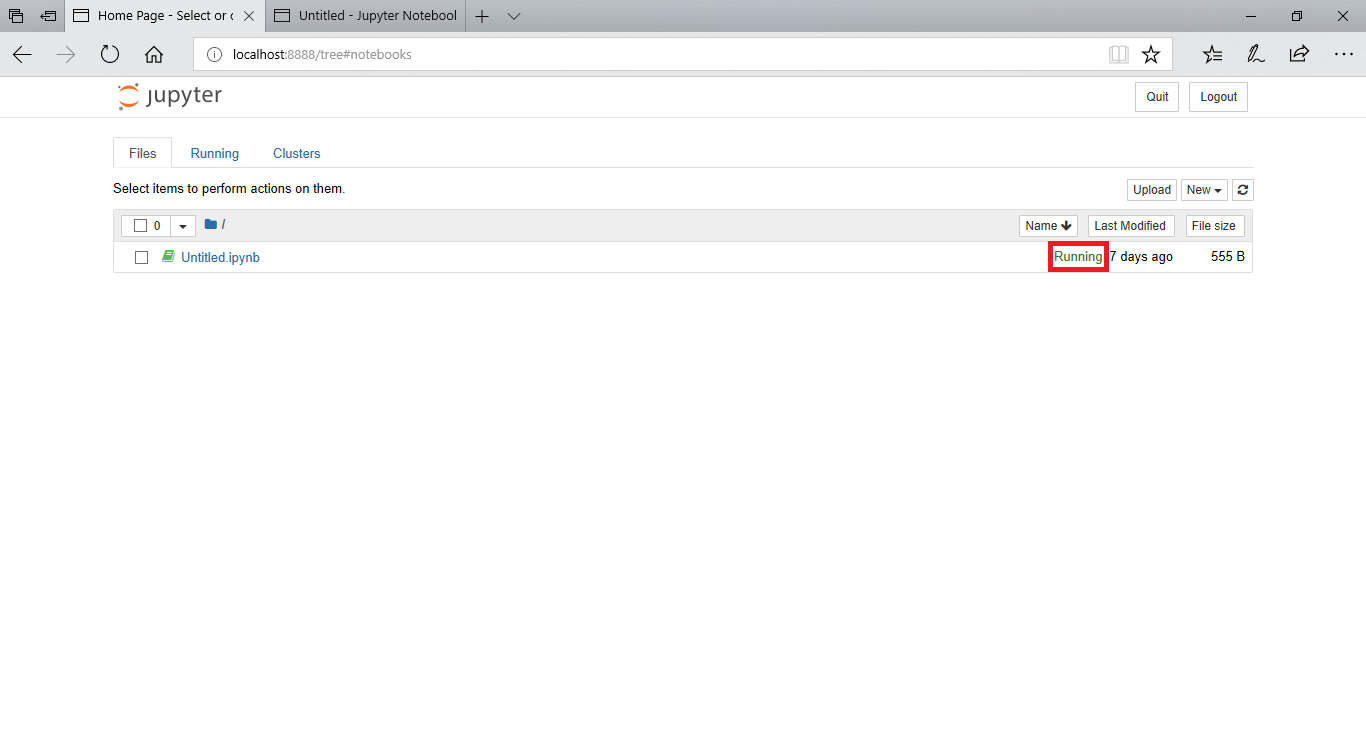 Home Page - Select or c Untitled - Jupyter Notebool
localhost:8888/tree#notebooks
jupyter Quit Logout
Files Running Clusters
Select items to perform actions on them. Upload New
0 / Name Last Modified File size
Untitled.ipynb Running 7 days ago 555 B